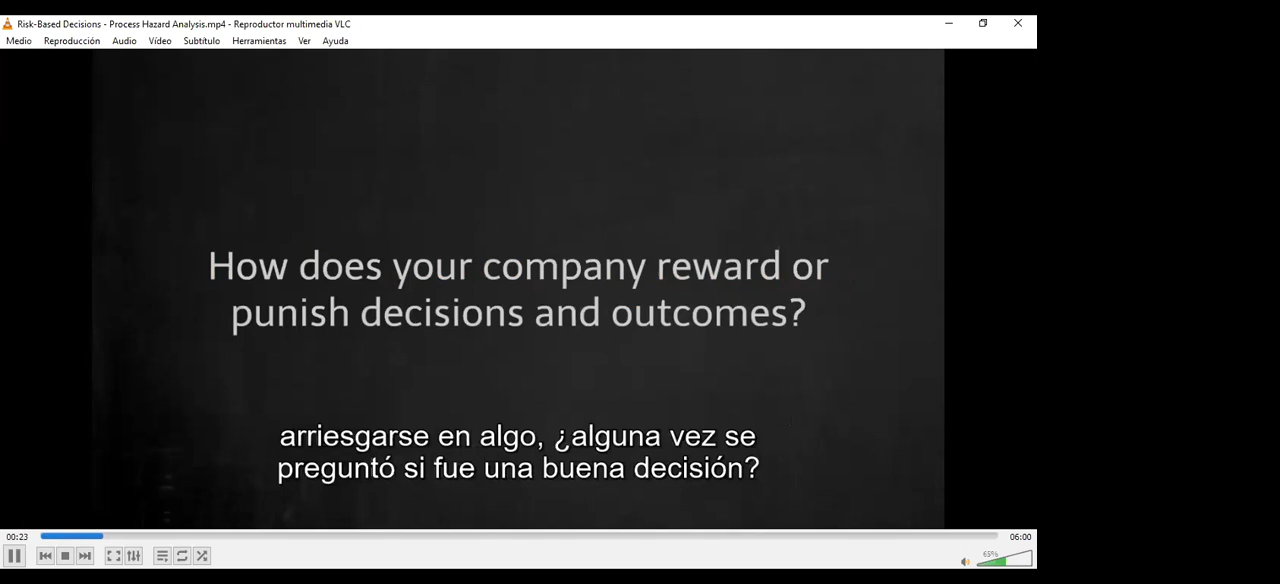 Risk-Based Decisions - Process Hazard Analysis.mp4 - Reproductor multimedia VLC
Medio Reproducción Audio Vídeo Subtítulo Herramientas Ver Ayuda
How does your company reward or
punish decisions and outcomes?
arriesgarse en algo, ¿alguna vez se
preguntó si fue una buena decisión?
00:23 06:00
65%